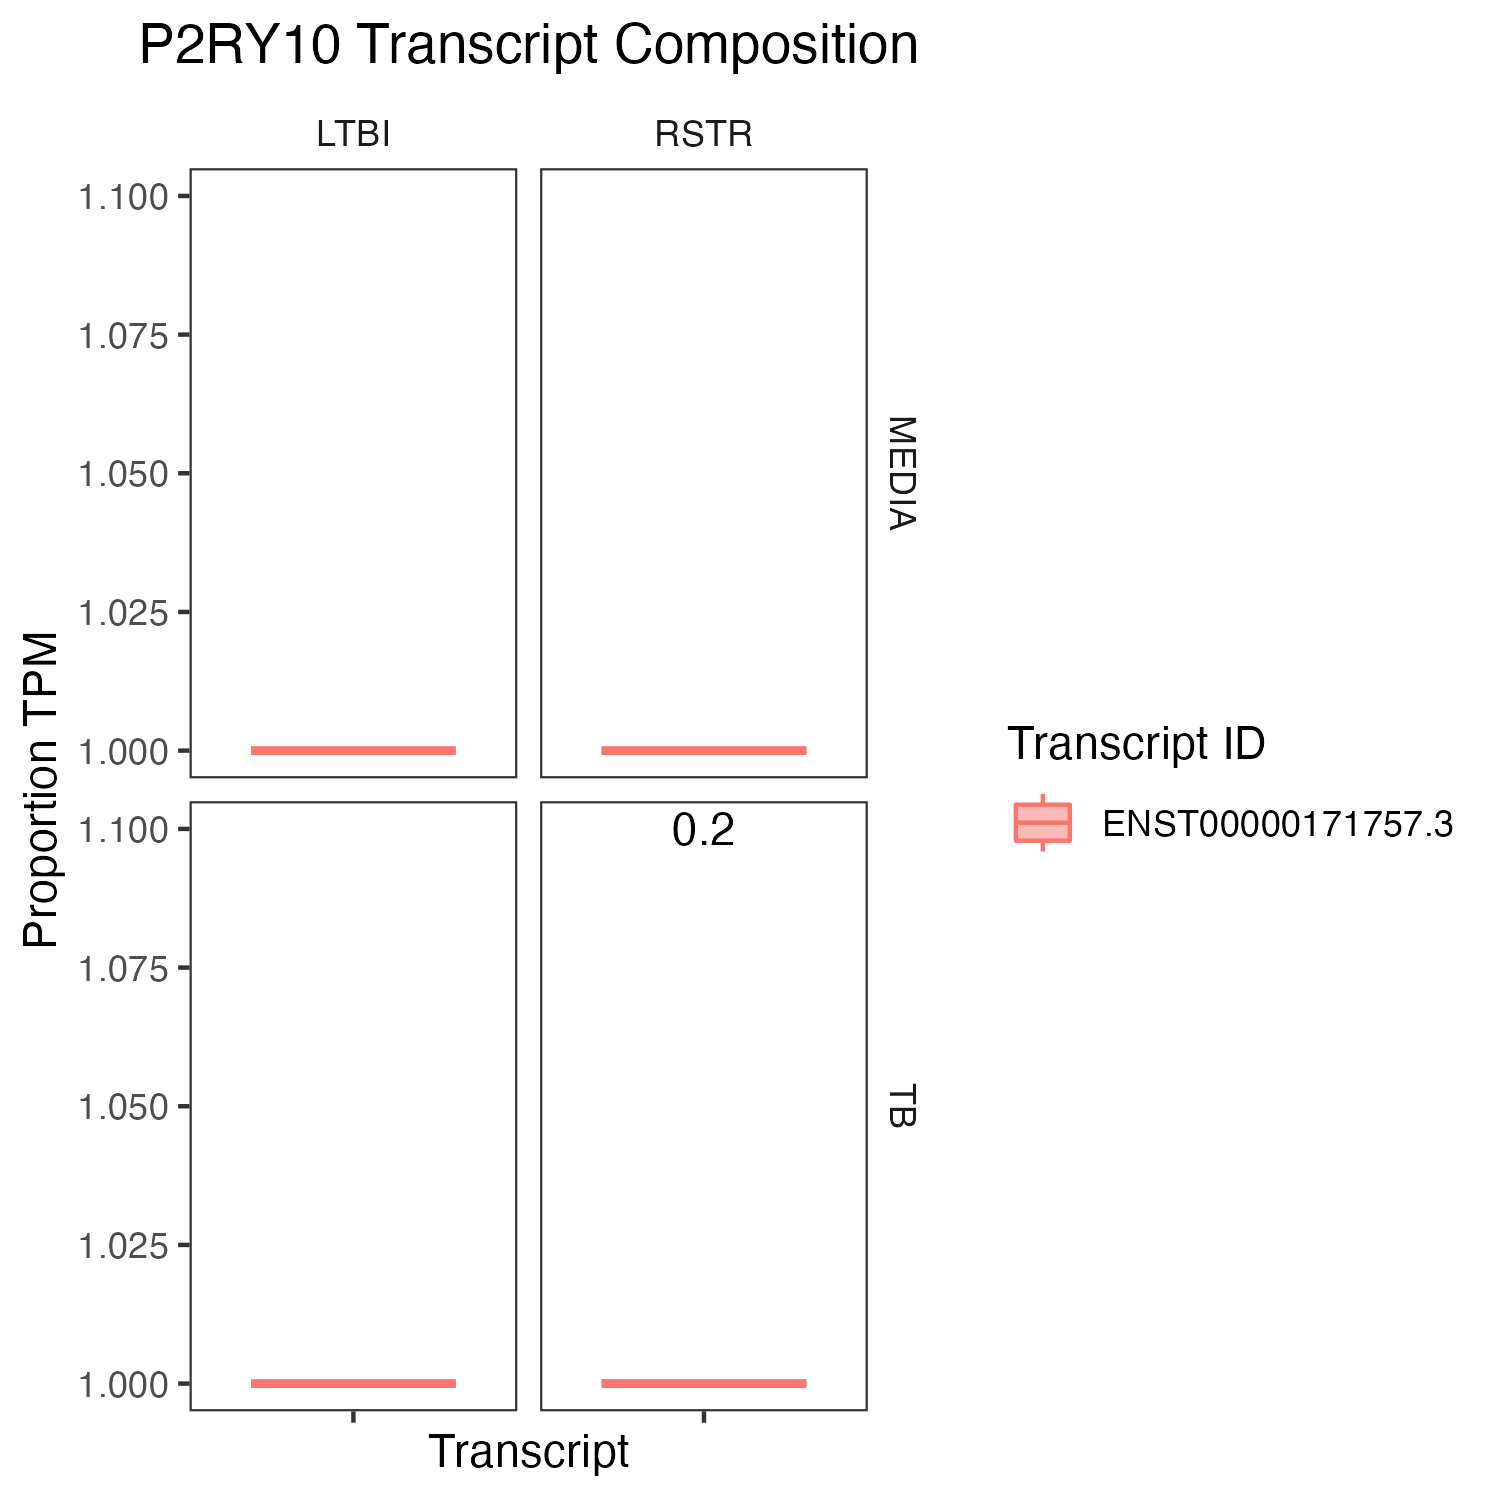 P2RY10 Transcript Composition
LTBI
RSTR
1.100
1.075
1.050
1.025
1.000
MEDIA
1.100
1.075
1.050
1.025
1.000
0.2
TB
Proportion TPM
Transcript
Transcript ID
ENST00000171757.3